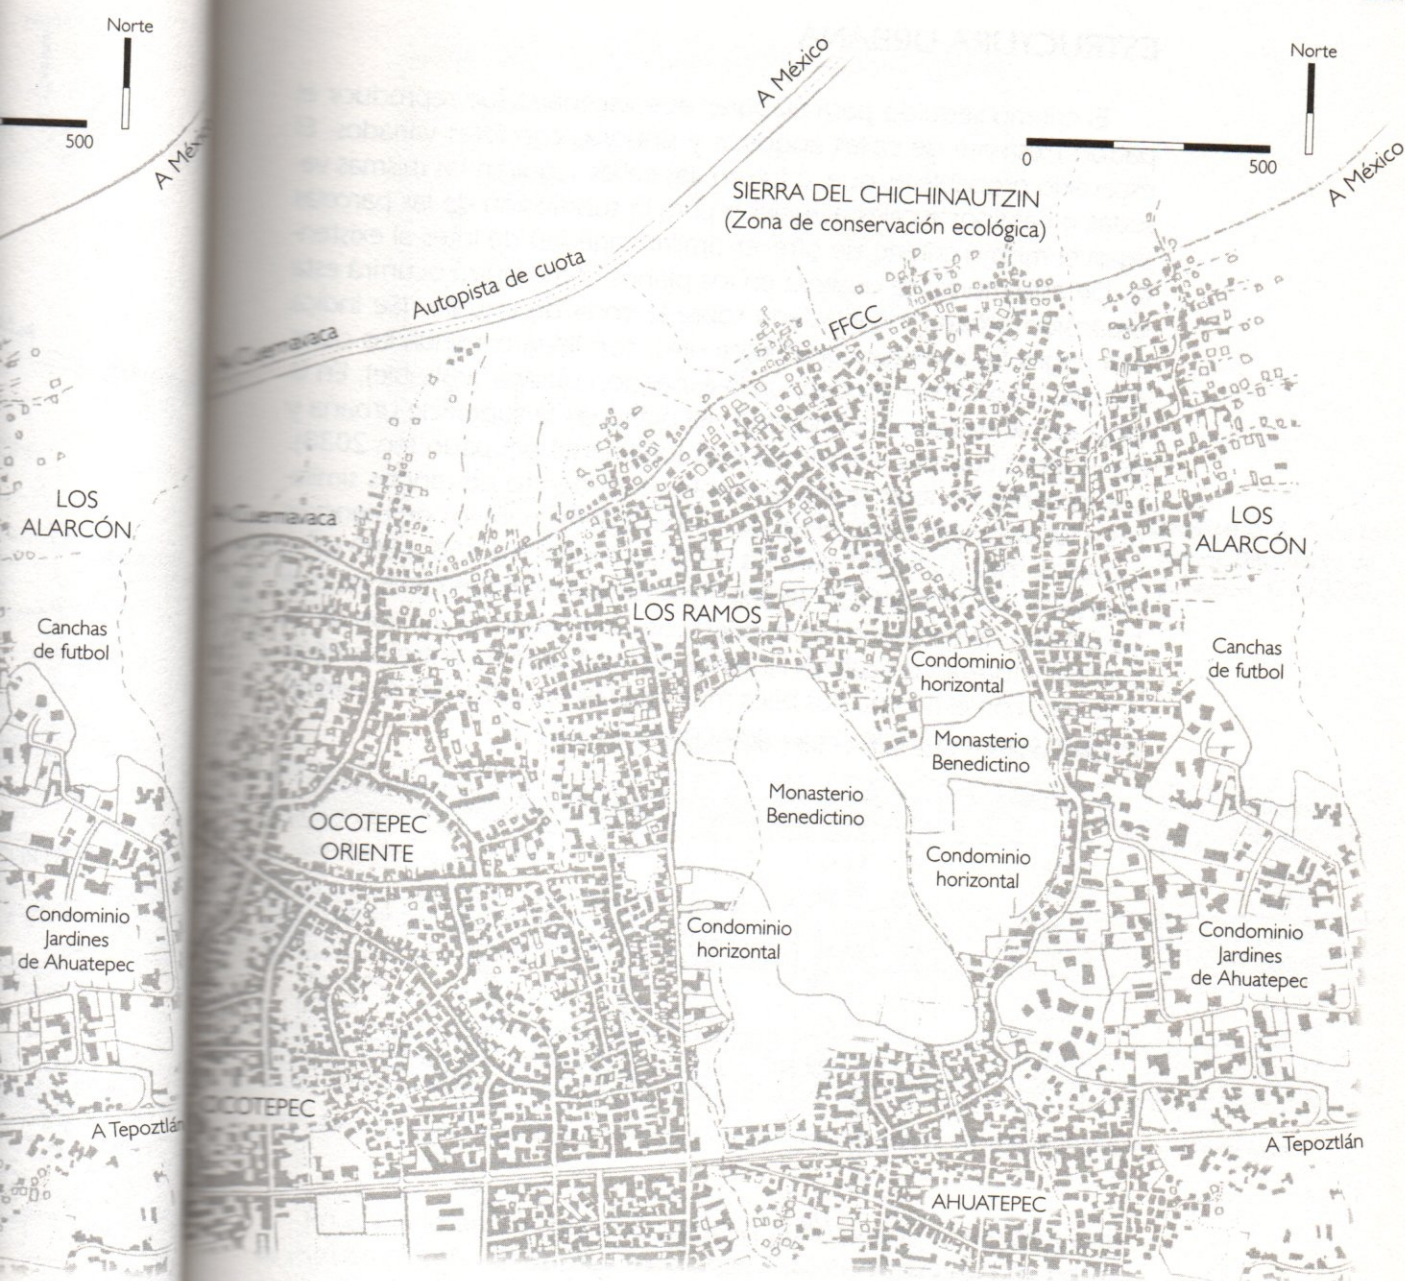 Norte
500
A México
LOS
ALARCÓN
Canchas
de futbol
Condominio
Jardines
de Ahuatepec
A Tepoztlán
Norte
0
500
A México
A México
SIERRA DEL CHICHINAUTZIN
(Zona de conservación ecológica)
Autopista de cuota
A Cuernavaca
FFCC
A Cuernavaca
LOS
ALARCÓN
LOS RAMOS
Canchas
de futbol
Condominio
horizontal
Monasterio
Benedictino
Monasterio
Benedictino
OCOTEPEC
ORIENTE
Condominio
horizontal
Condominio
horizontal
Condominio
Jardines
de Ahuatepec
OCOTEPEC
A Tepoztlán
AHUATEPEC